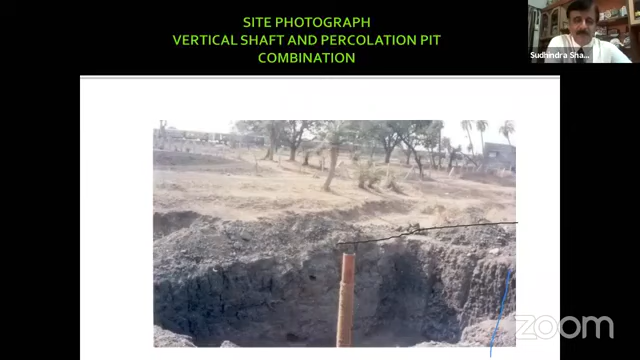 SITE PHOTOGRAPH
VERTICAL SHAFT AND PERCOLATION PIT
COMBINATION
Sudhindra Sha...
zoom